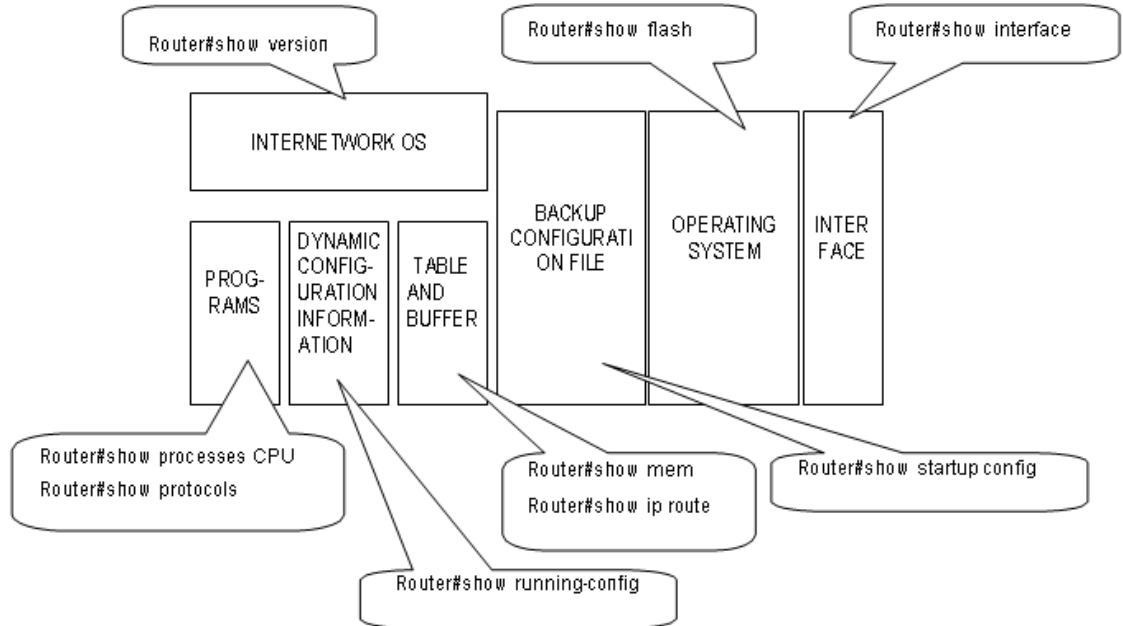 Router#show version
Router#show flash
Router#show interface
INTERNETWORK OS
PROG-
RAMS
DYNAMIC
CONFIG-
URATION
INFORM-
ATION
TABLE
AND
BUFFER
BACKUP
CONFIGURATI
ON FILE
OPERATING
SYSTEM
INTER
FACE
Router#show processes CPU
Router#show protocols
Router#show mem
Router#show ip route
Router#show startup config
Router#show running-config